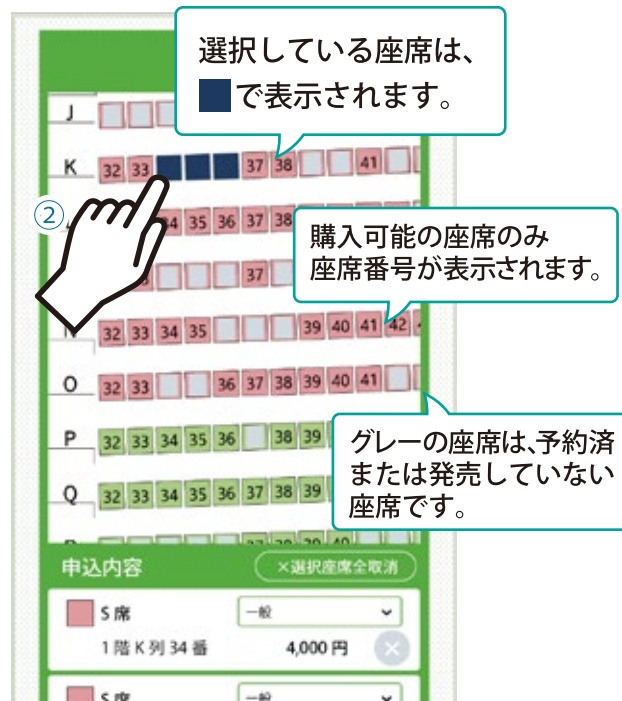 選択している座席は、
■で表示されます。
J
K 32 33 37 38 41
②
34 35 36 37 38
購入可能の座席のみ
座席番号が表示されます。
37
N 32 33 34 35 39 40 41 42
O 32 33 36 37 38 39 40 41
P 32 33 34 35 36 38 39
グレーの座席は、予約済
または発売していない
座席です。
Q 32 33 34 35 36 37 38 39
申込内容
×選択座席全取消
S席
一般
1階K列34番
4,000円
×
S席
一般